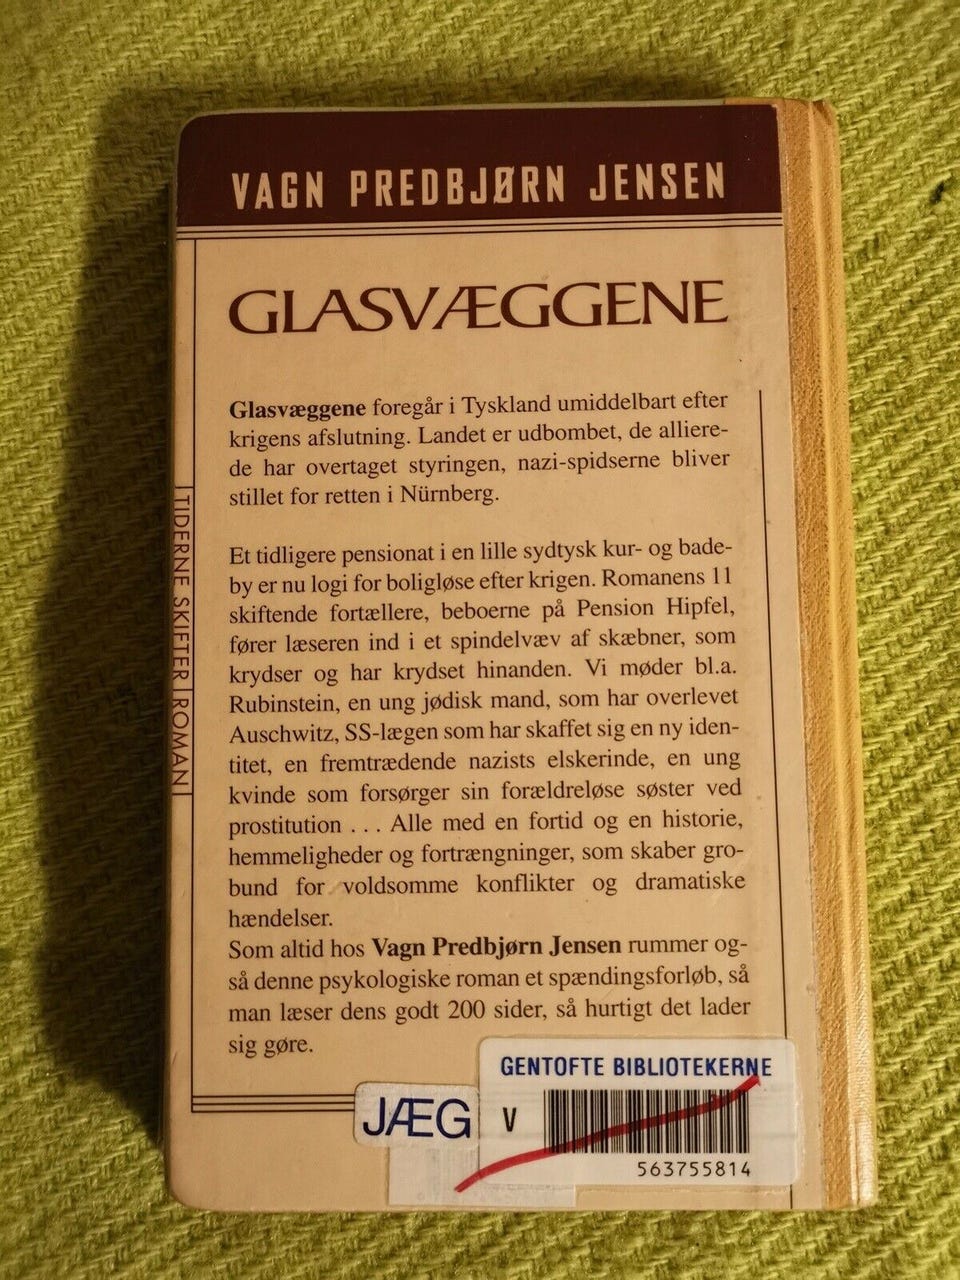 VAGN PREDBJØRN JENSEN
GLASVÆGGENE
Glasvæggene foregår i Tyskland umiddelbart efter
krigens afslutning. Landet er udbombet, de alliere-
de har overtaget styringen, nazi-spidserne bliver
stillet for retten i Nürnberg.
Et tidligere pensionat i en lille sydtysk kur- og bade-
by er nu logi for boligløse efter krigen. Romanens 11
skiftende fortællere, beboerne på Pension Hipfel,
fører læseren ind i et spindelvæv af skæbner, som
krydser og har krydset hinanden. Vi møder bl.a.
Rubinstein, en ung jødisk mand, som har overlevet
Auschwitz, SS-lægen som har skaffet sig en ny iden-
titet, en fremtrædende nazists elskerinde, en ung
kvinde som forsørger sin forældreløse søster ved
prostitution . . . Alle med en fortid og en historie,
hemmeligheder og fortrængninger, som skaber gro-
bund for voldsomme konflikter og dramatiske
hændelser.
Som altid hos Vagn Predbjørn Jensen rummer og-
så denne psykologiske roman et spændingsforløb, så
man læser dens godt 200 sider, så hurtigt det lader
sig gøre.
TIDERNE SKIFTER | ROMAN
GENTOFTE BIBLIOTEKERNE
JÆG
V
563755814